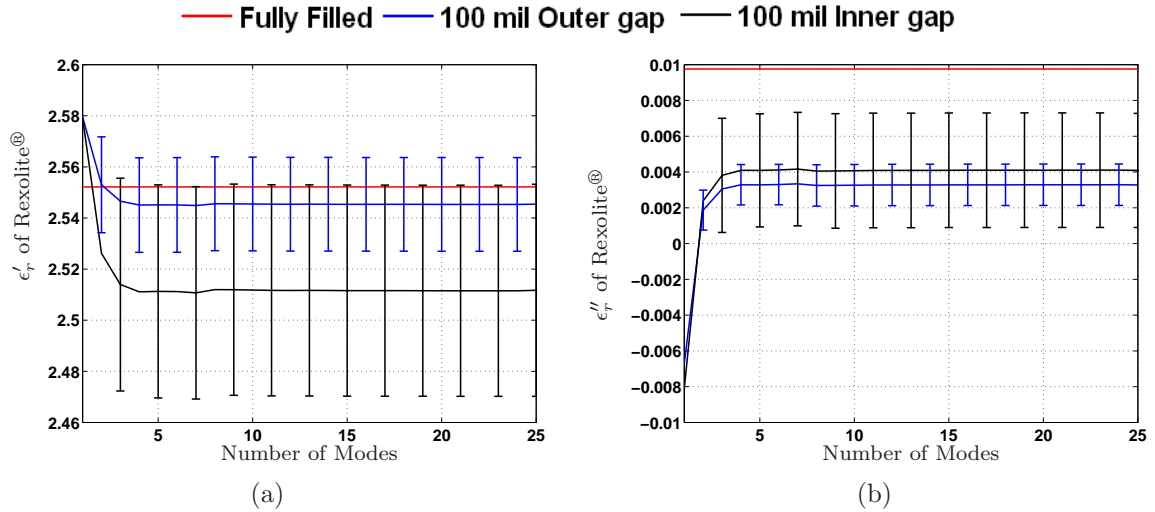 Fully Filled 100 mil Outer gap 100 mil Inner gap
2.6
2.58
2.56
2.54
2.52
2.5
2.48
2.46
5 10 15 20 25
ϵ′r of Rexolite®
Number of Modes
(a)
0.01
0.008
0.006
0.004
0.002
0
−0.002
−0.004
−0.006
−0.008
−0.01
5 10 15 20 25
ϵ″r of Rexolite®
Number of Modes
(b)